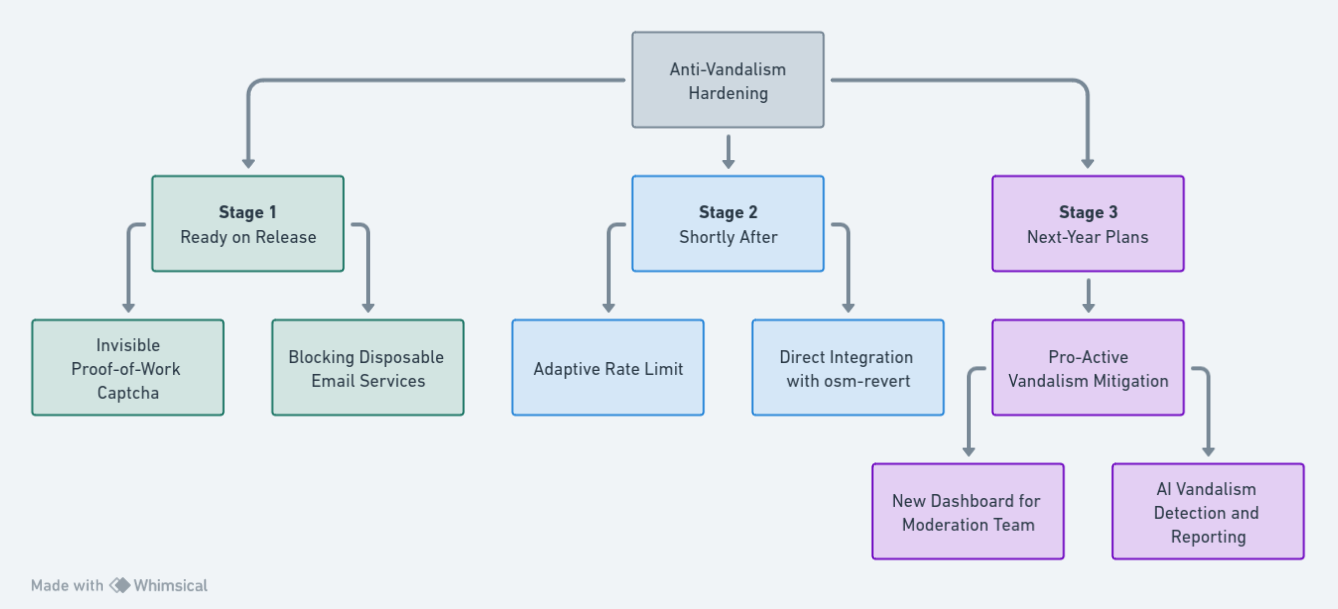 Anti-Vandalism
Hardening
Stage 1
Ready on Release
Stage 2
Shortly After
Stage 3
Next-Year Plans
Invisible
Proof-of-Work
Captcha
Blocking Disposable
Email Services
Adaptive Rate Limit
Direct Integration
with osm-revert
Pro-Active
Vandalism Mitigation
New Dashboard for
Moderation Team
AI Vandalism
Detection and
Reporting
Made with Whimsical